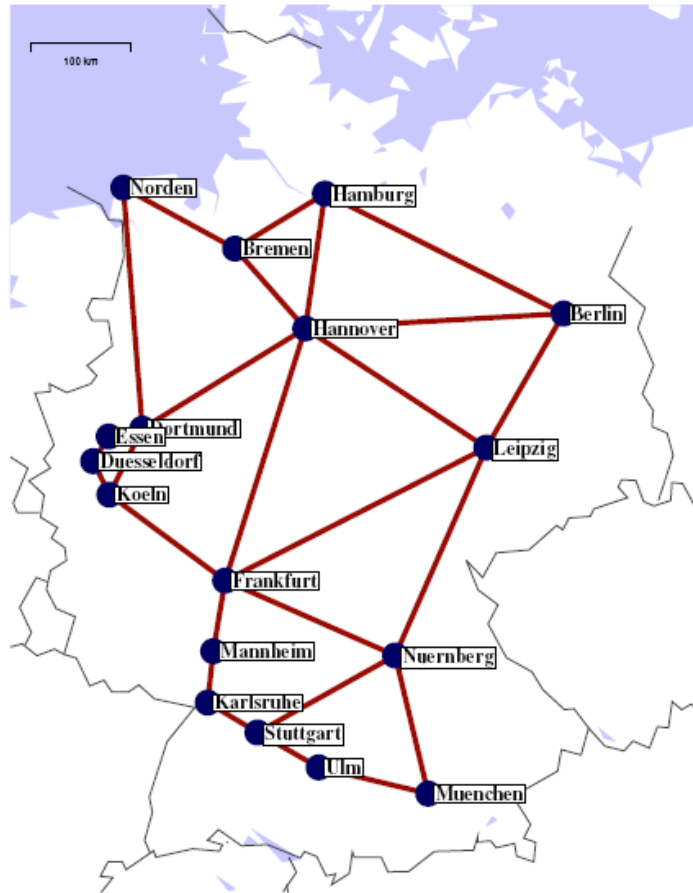 100 km
Norden
Hamburg
Bremen
Berlin
Hannover
Dortmund
Essen
Leipzig
Duesseldorf
Koeln
Frankfurt
Mannheim
Nuernberg
Karlsruhe
Stuttgart
Ulm
Muenchen